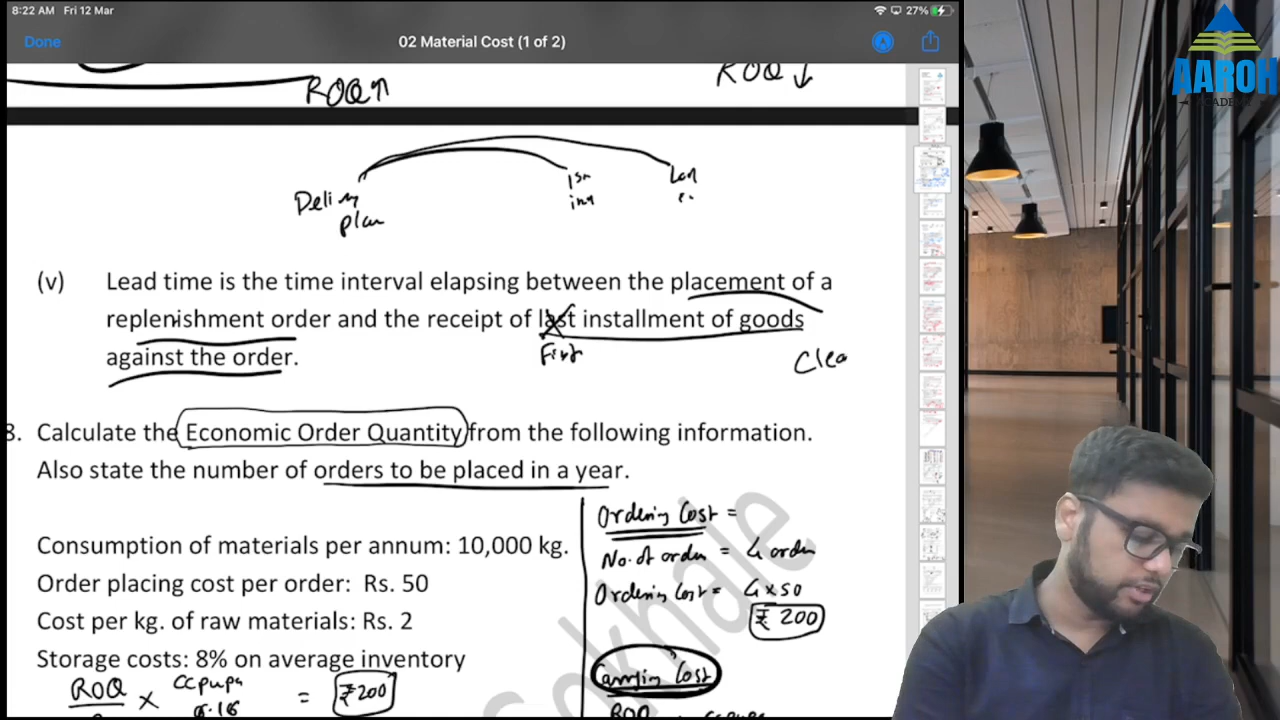 8:22 AM Fri 12 Mar
27%
Done
02 Material Cost (1 of 2)
AAROH
ROQ↑
ROQ↓
plan
(v) Lead time is the time interval elapsing between the placement of a
replenishment order and the receipt of last installment of goods
First
against the order.
Clea
8. Calculate the Economic Order Quantity from the following information.
Also state the number of orders to be placed in a year.
Ordering Cost =
Consumption of materials per annum: 10,000 kg.
No. of order = 4 order
Order placing cost per order: Rs. 50
Ordering Cost = 4 x 50
Cost per kg. of raw materials: Rs. 2
₹ 200
Storage costs: 8% on average inventory
Carrying Cost
ROQ x ccpupa = ₹200
ROQ